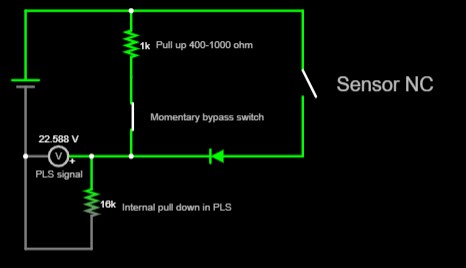 1k Pull up 400-1000 ohm
Sensor NC
Momentary bypass switch
22.588 V
V
+
PLS signal
16k Internal pull down in PLS